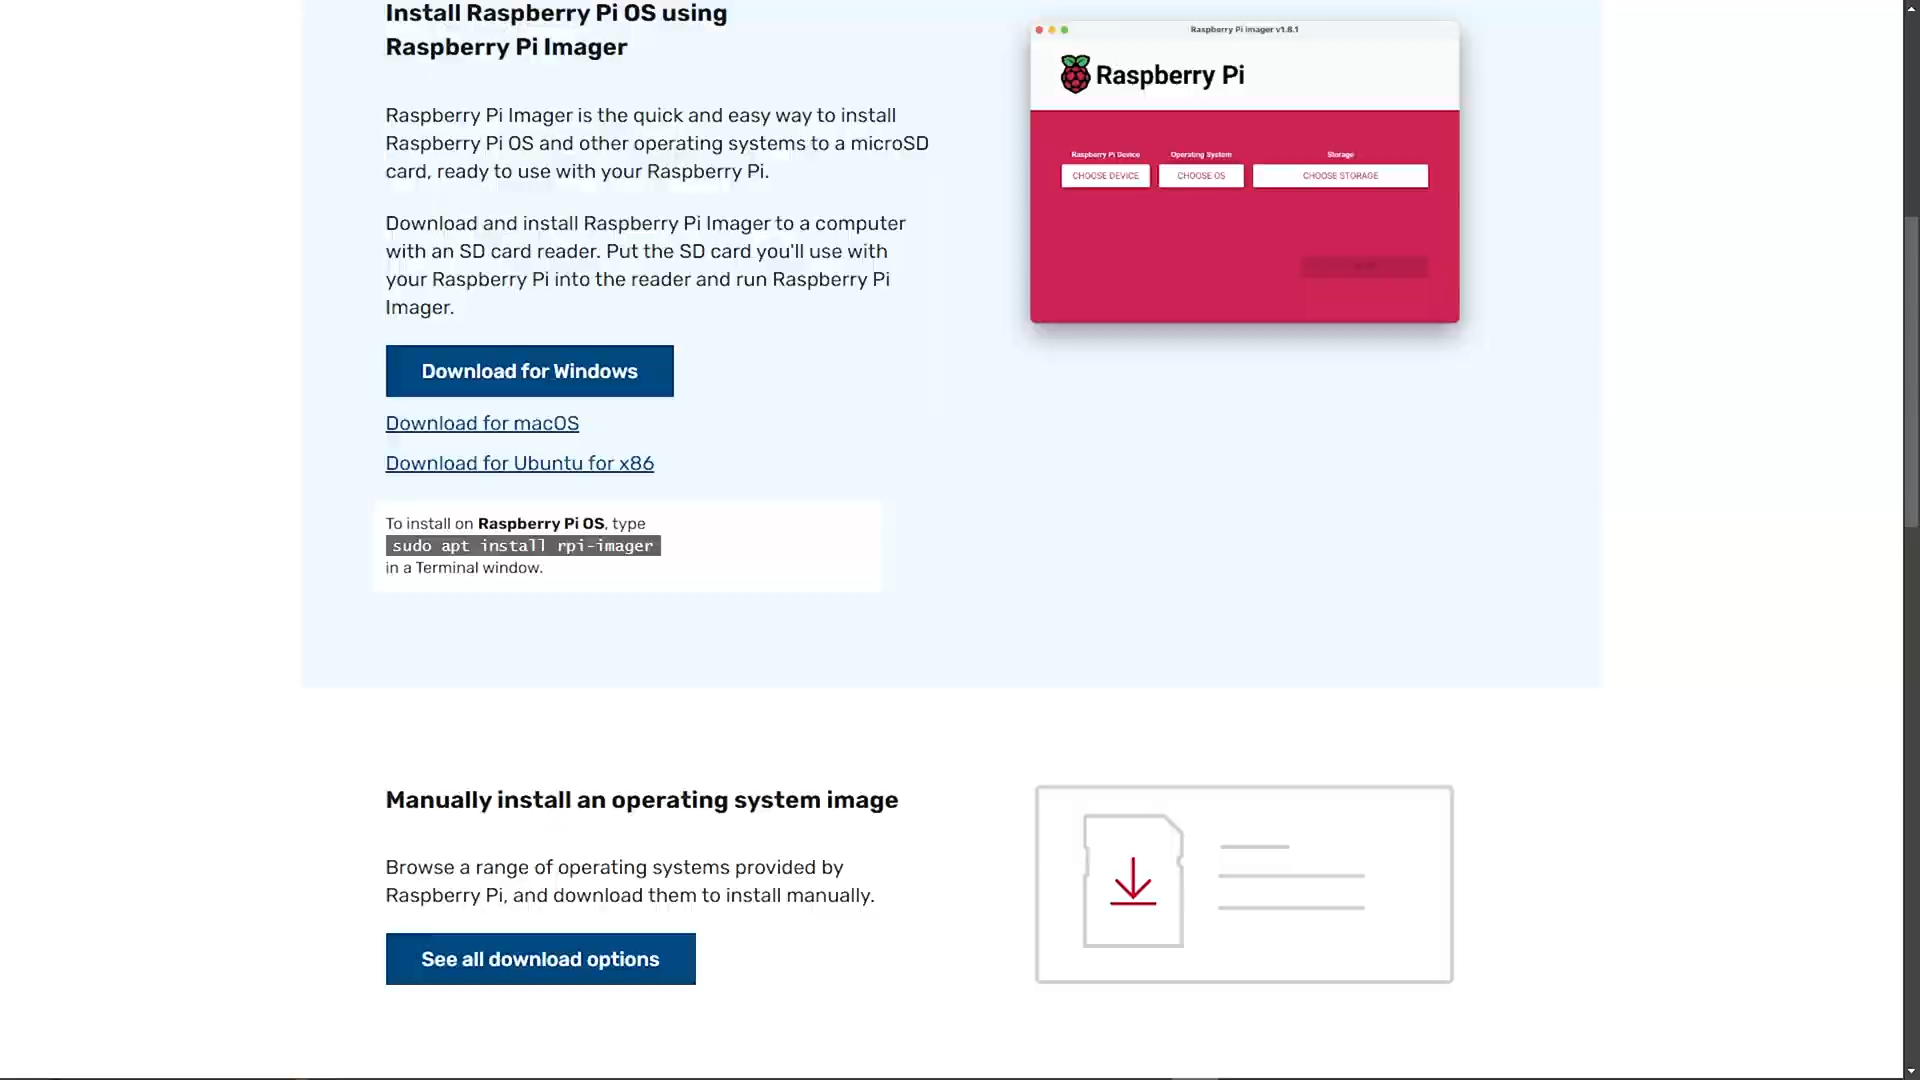 Install Raspberry Pi OS using
Raspberry Pi Imager
Raspberry Pi Imager is the quick and easy way to install
Raspberry Pi OS and other operating systems to a microSD
card, ready to use with your Raspberry Pi.
Download and install Raspberry Pi Imager to a computer
with an SD card reader. Put the SD card you'll use with
your Raspberry Pi into the reader and run Raspberry Pi
Imager.
Download for Windows
Download for macOS
Download for Ubuntu for x86
To install on Raspberry Pi OS, type
sudo apt install rpi-imager
in a Terminal window.
Raspberry Pi Imager v1.8.1
Raspberry Pi
Raspberry Pi Device Operating System Storage
CHOOSE DEVICE CHOOSE OS CHOOSE STORAGE
Manually install an operating system image
Browse a range of operating systems provided by
Raspberry Pi, and download them to install manually.
See all download options